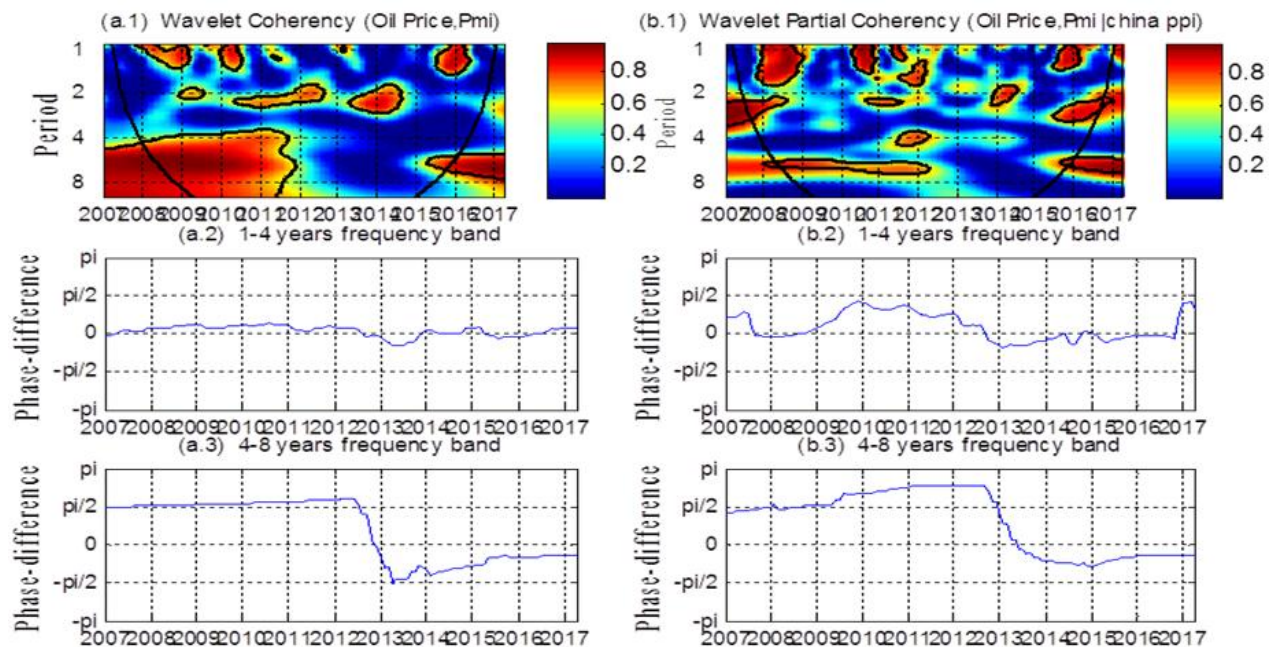 (a.1) Wavelet Coherency (Oil Price,Pmi)
(b.1) Wavelet Partial Coherency (Oil Price,Pmi |china ppi)
Period
1
2
4
8
0.8
0.6
0.4
0.2
2007 2008 2009 2010 2011 2012 2013 2014 2015 2016 2017
Period
1
2
4
8
0.8
0.6
0.4
0.2
2007 2008 2009 2010 2011 2012 2013 2014 2015 2016 2017
(a.2) 1-4 years frequency band
Phase-difference
pi
pi/2
0
-pi/2
-pi
2007 2008 2009 2010 2011 2012 2013 2014 2015 2016 2017
(b.2) 1-4 years frequency band
Phase-difference
pi
pi/2
0
-pi/2
-pi
2007 2008 2009 2010 2011 2012 2013 2014 2015 2016 2017
(a.3) 4-8 years frequency band
Phase-difference
pi
pi/2
0
-pi/2
-pi
2007 2008 2009 2010 2011 2012 2013 2014 2015 2016 2017
(b.3) 4-8 years frequency band
Phase-difference
pi
pi/2
0
-pi/2
-pi
2007 2008 2009 2010 2011 2012 2013 2014 2015 2016 2017